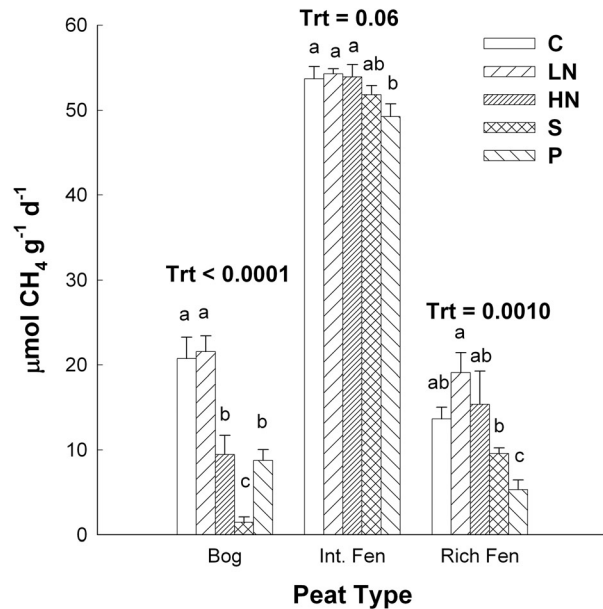 60
50
40
30
20
10
0
μmol CH4 g-1 d-1
Trt < 0.0001
a a
b
c
b
Trt = 0.06
a a a ab
b
Trt = 0.0010
ab
a
ab
b
c
C
LN
HN
S
P
Bog Int. Fen Rich Fen
Peat Type